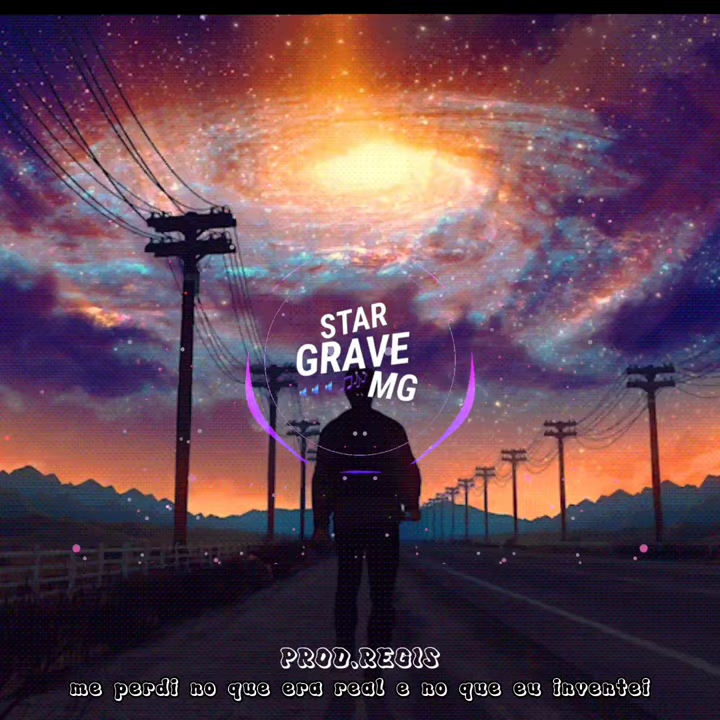 STAR
GRAVE
MG
PROD.REGIS
me perdi no que era real e no que eu inventei